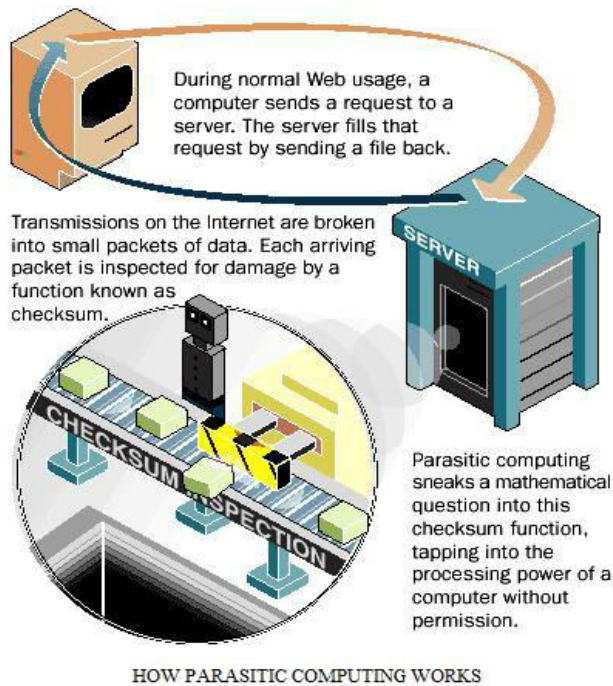 During normal Web usage, a
computer sends a request to a
server. The server fills that
request by sending a file back.
Transmissions on the Internet are broken
into small packets of data. Each arriving
packet is inspected for damage by a
function known as
checksum.
SERVER
CHECKSUM INSPECTION
Parasitic computing
sneaks a mathematical
question into this
checksum function,
tapping into the
processing power of a
computer without
permission.
HOW PARASITIC COMPUTING WORKS